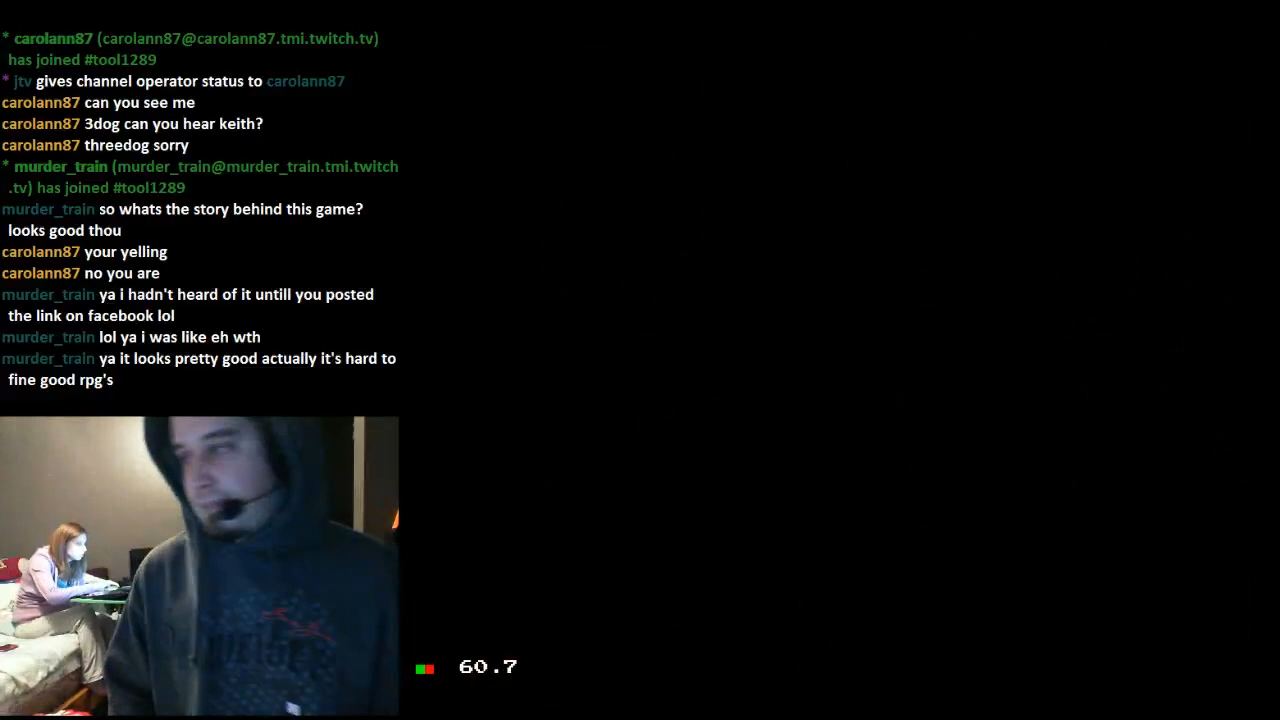 * carolann87 (carolann87@carolann87.tmi.twitch.tv)
has joined #tool1289
* jtv gives channel operator status to carolann87
carolann87 can you see me
carolann87 3dog can you hear keith?
carolann87 threedog sorry
* murder_train (murder_train@murder_train.tmi.twitch
.tv) has joined #tool1289
murder_train so whats the story behind this game?
looks good thou
carolann87 your yelling
carolann87 no you are
murder_train ya i hadn't heard of it untill you posted
the link on facebook lol
murder_train lol ya i was like eh wth
murder_train ya it looks pretty good actually it's hard to
fine good rpg's
60.7